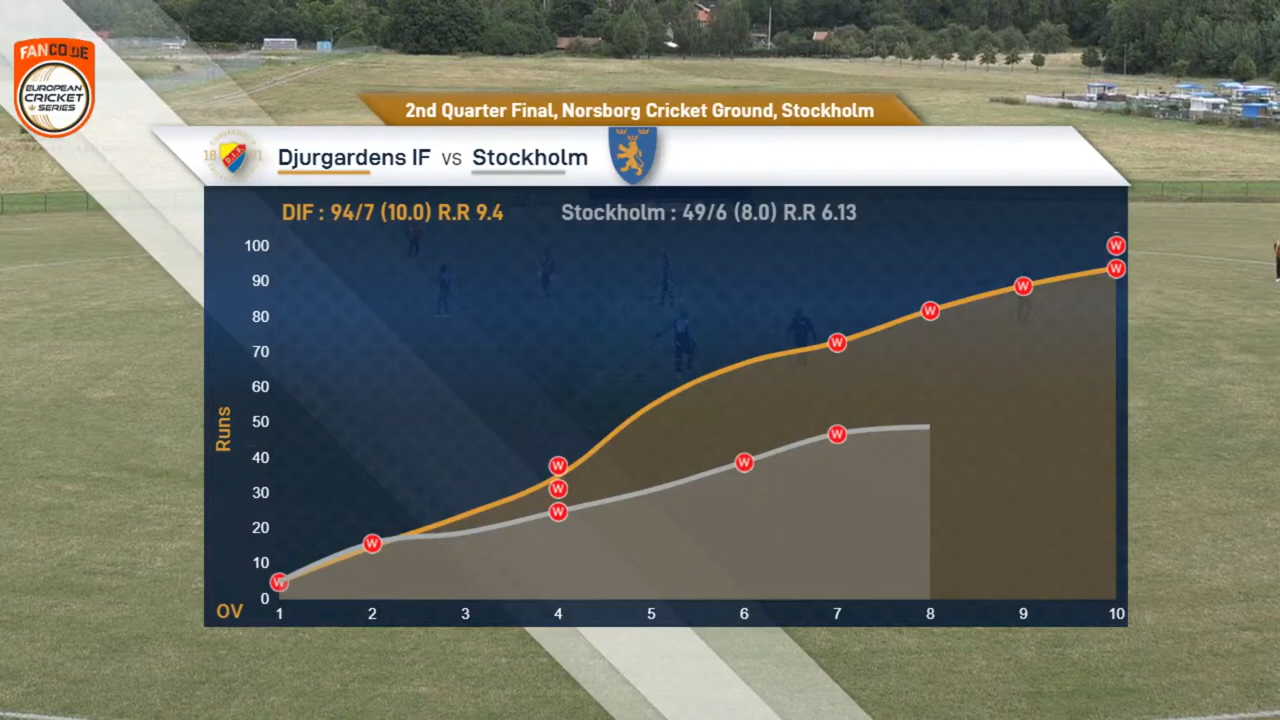 FANCODE
EUROPEAN
CRICKET
SERIES
2nd Quarter Final, Norsborg Cricket Ground, Stockholm
18 D.I.F. 91
Djurgardens IF vs Stockholm
DIF : 94/7 (10.0) R.R 9.4
Stockholm : 49/6 (8.0) R.R 6.13
100
W
90
W
W
80
W
70
W
60
50
W
40
W
W
30
W
W
20
W
10
W
0
Runs
OV
1 2 3 4 5 6 7 8 9 10